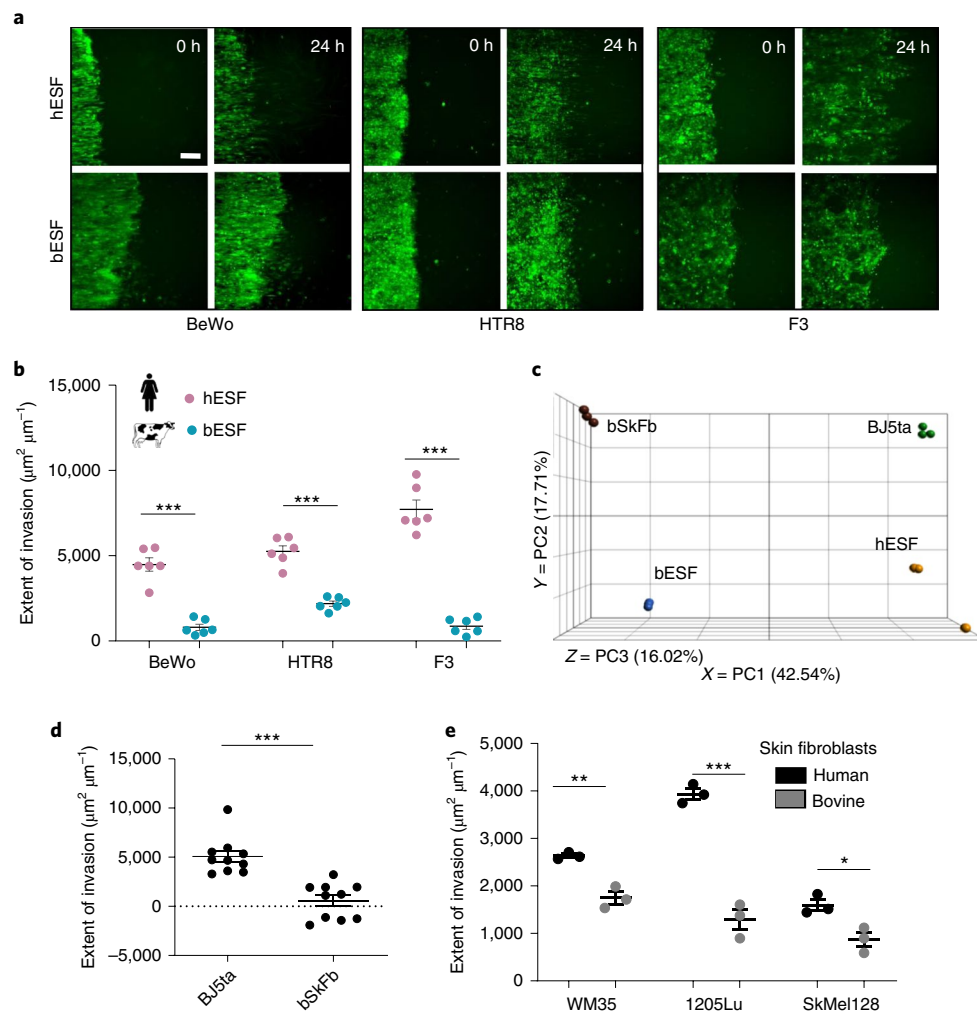 a
0 h
24 h
0 h
24 h
0 h
24 h
hESF
bESF
BeWo
HTR8
F3
b
Extent of invasion (μm² μm⁻¹)
15,000
10,000
5,000
0
hESF
bESF
***
***
***
BeWo
HTR8
F3
c
bSkFb
BJ5ta
hESF
bESF
Y = PC2 (17.71%)
Z = PC3 (16.02%)
X = PC1 (42.54%)
d
Extent of invasion (μm² μm⁻¹)
15,000
10,000
5,000
0
–5,000
***
BJ5ta
bSkFb
e
Extent of invasion (μm² μm⁻¹)
5,000
4,000
3,000
2,000
1,000
0
Skin fibroblasts
Human
Bovine
**
***
*
WM35
1205Lu
SkMel128